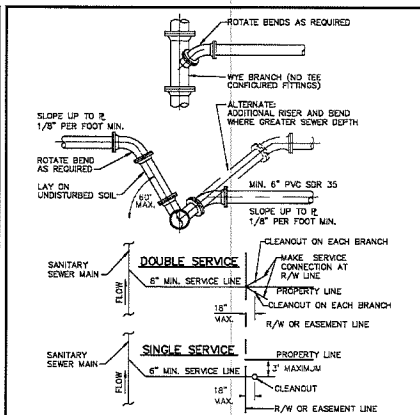 ROTATE BENDS AS REQUIRED
WYE BRANCH (NO TEE
CONFIGURED FITTINGS)
ALTERNATE:
ADDITIONAL RISER AND BEND
WHERE GREATER SEWER DEPTH
SLOPE UP TO ℄
1/8" PER FOOT MIN.
ROTATE BEND
AS REQUIRED
LAY ON
UNDISTURBED SOIL
60°
MAX.
MIN. 6" PVC SDR 35
SLOPE UP TO ℄
1/8" PER FOOT MIN.
SANITARY
SEWER MAIN
FLOW
DOUBLE SERVICE
6" MIN. SERVICE LINE
CLEANOUT ON EACH BRANCH
MAKE SERVICE
CONNECTION AT
R/W LINE
PROPERTY LINE
CLEANOUT ON EACH BRANCH
18"
MAX.
R/W OR EASEMENT LINE
SANITARY
SEWER MAIN
FLOW
SINGLE SERVICE
6" MIN. SERVICE LINE
PROPERTY LINE
3' MAXIMUM
CLEANOUT
18"
MAX.
R/W OR EASEMENT LINE